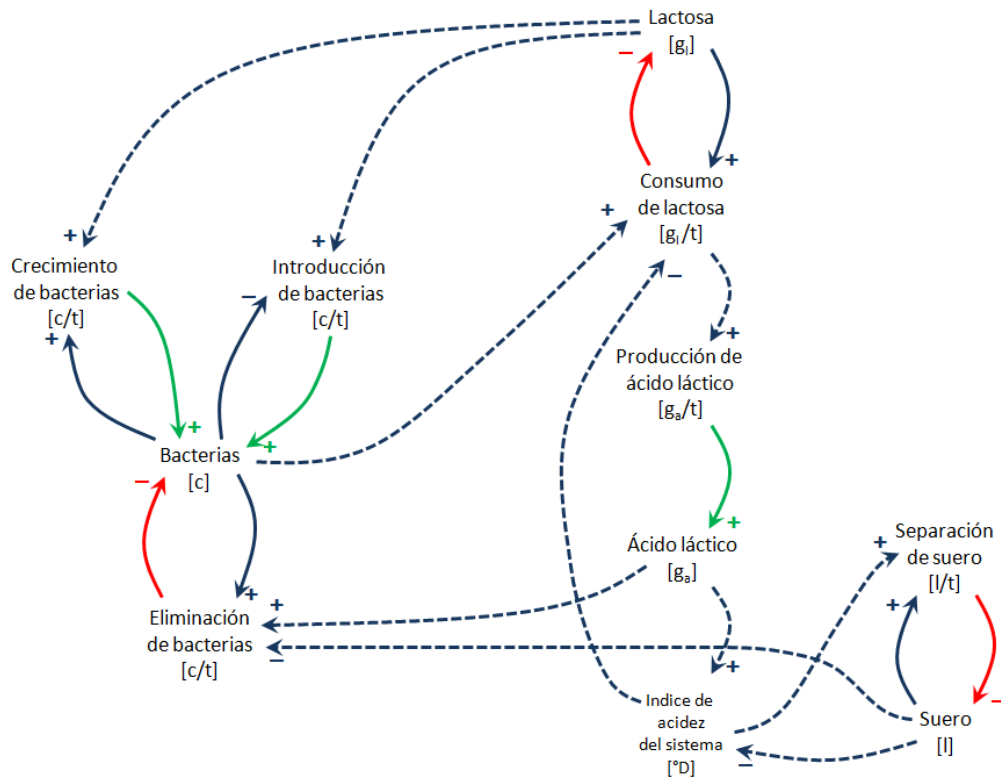 Lactosa
[gₗ]
−
+
Consumo
de lactosa
[gₗ/t]
+
−
+
Crecimiento
de bacterias
[c/t]
+
+
Introducción
de bacterias
[c/t]
−
+
Producción de
ácido láctico
[gₐ/t]
+
+
Bacterias
[c]
−
+
Ácido láctico
[gₐ]
Separación
de suero
[l/t]
+
+
Eliminación
de bacterias
[c/t]
+
+
−
+
Indice de
acidez
del sistema
[°D]
−
Suero
[l]
−